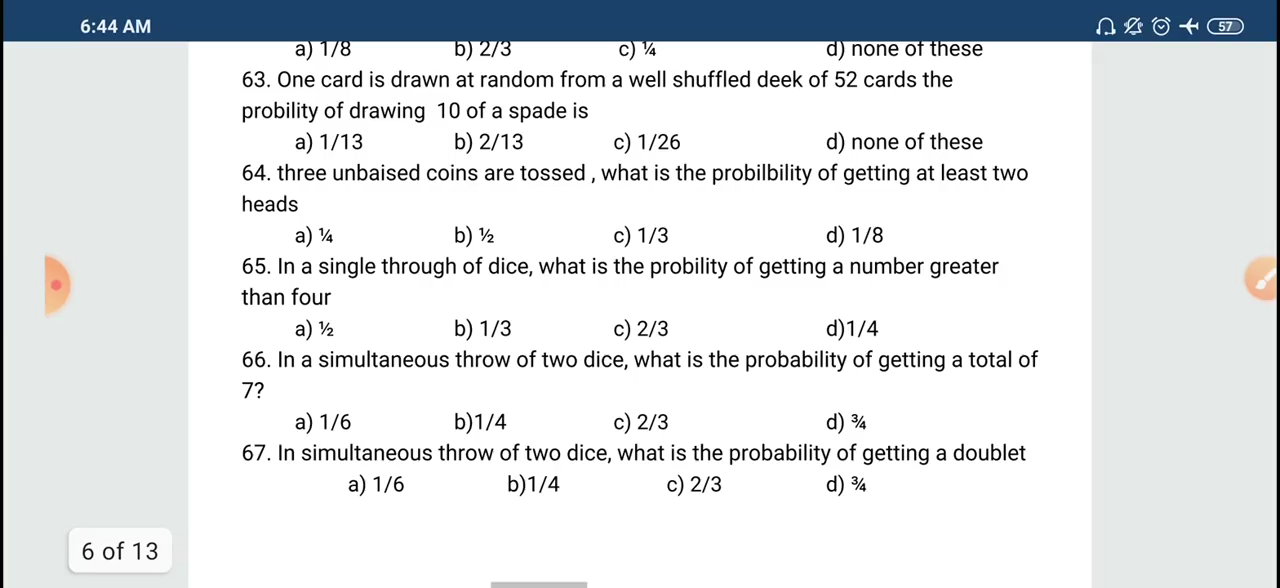 6:44 AM 57
a) 1/8 b) 2/3 c) ¼ d) none of these
63. One card is drawn at random from a well shuffled deek of 52 cards the
probility of drawing 10 of a spade is
a) 1/13 b) 2/13 c) 1/26 d) none of these
64. three unbaised coins are tossed , what is the probilbility of getting at least two
heads
a) ¼ b) ½ c) 1/3 d) 1/8
65. In a single through of dice, what is the probility of getting a number greater
than four
a) ½ b) 1/3 c) 2/3 d)1/4
66. In a simultaneous throw of two dice, what is the probability of getting a total of
7?
a) 1/6 b)1/4 c) 2/3 d) ¾
67. In simultaneous throw of two dice, what is the probability of getting a doublet
a) 1/6 b)1/4 c) 2/3 d) ¾
6 of 13